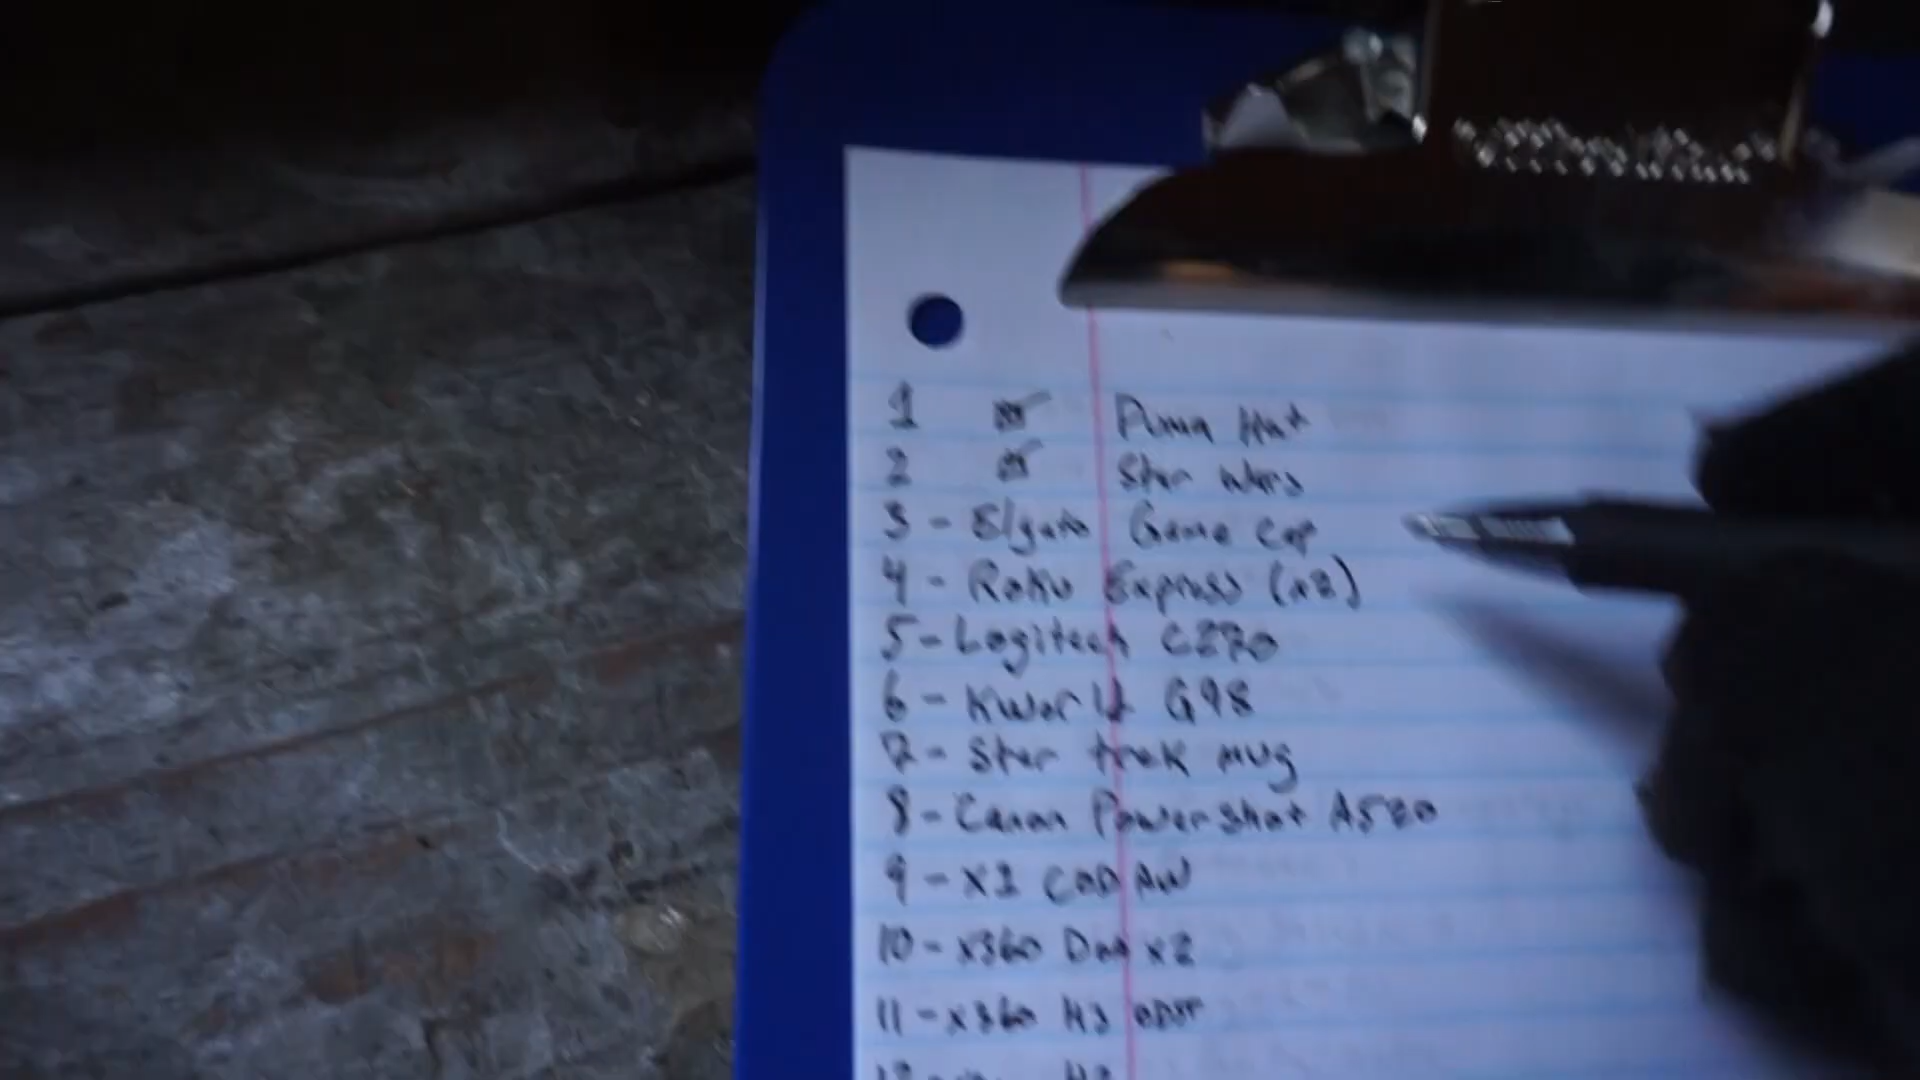 1 Puma Hat
2 Star Wars
3 - Elgato Game Cap
4 - Roku Express (x2)
5 - Logitech C270
6 - Kworld G98
7 - Star trek mug
8 - Canon Powershot A580
9 - X1 COD AW
10 - x360 x2
11 - x360 H3 ODST